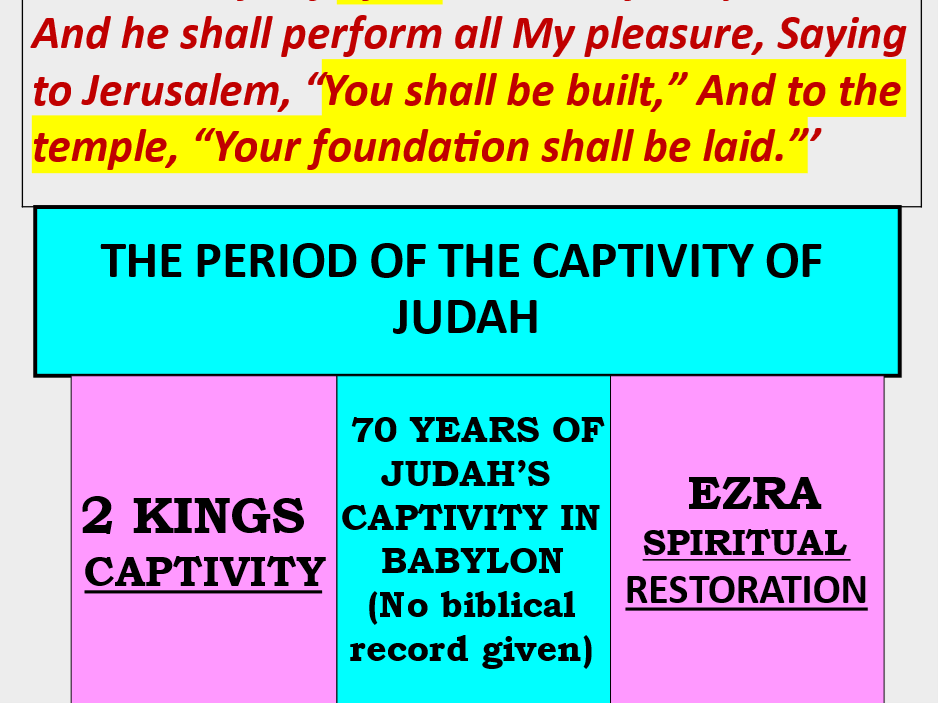 And he shall perform all My pleasure, Saying
to Jerusalem, “You shall be built,” And to the
temple, “Your foundation shall be laid.”’
THE PERIOD OF THE CAPTIVITY OF
JUDAH
2 KINGS
CAPTIVITY
70 YEARS OF
JUDAH’S
CAPTIVITY IN
BABYLON
(No biblical
record given)
EZRA
SPIRITUAL
RESTORATION